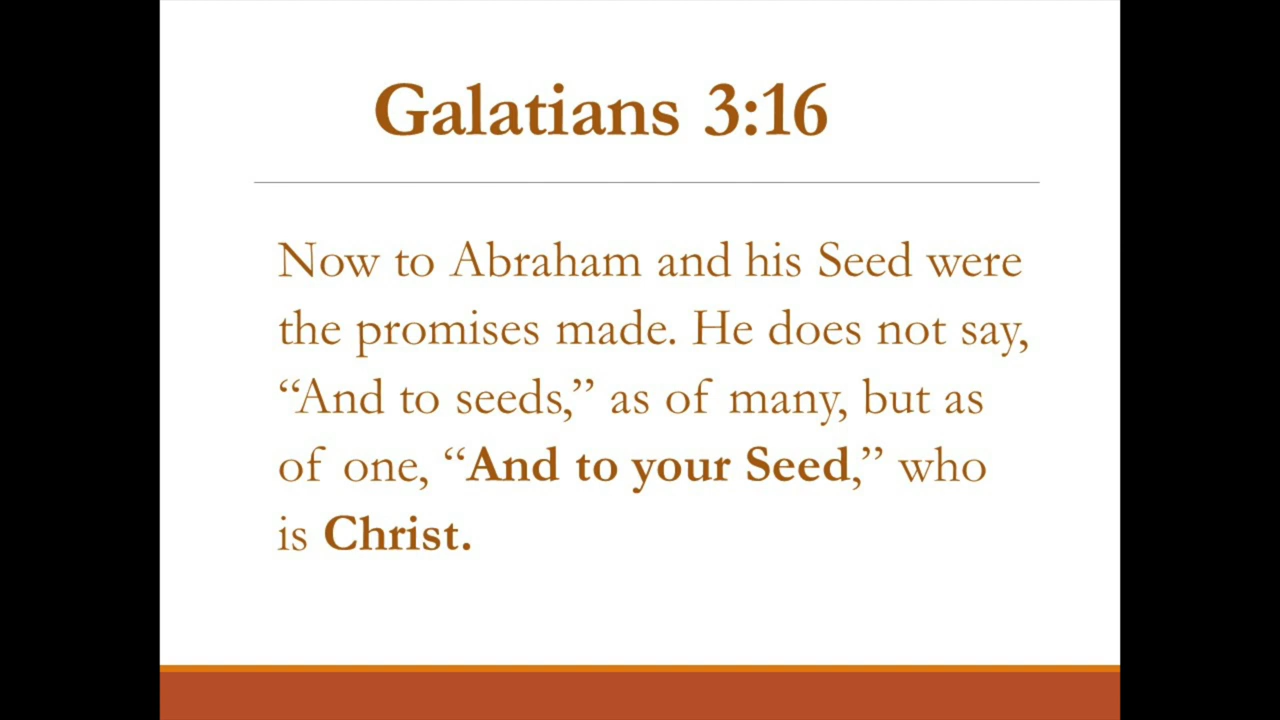 Galatians 3:16
Now to Abraham and his Seed were
the promises made. He does not say,
“And to seeds,” as of many, but as
of one, “And to your Seed,” who
is Christ.